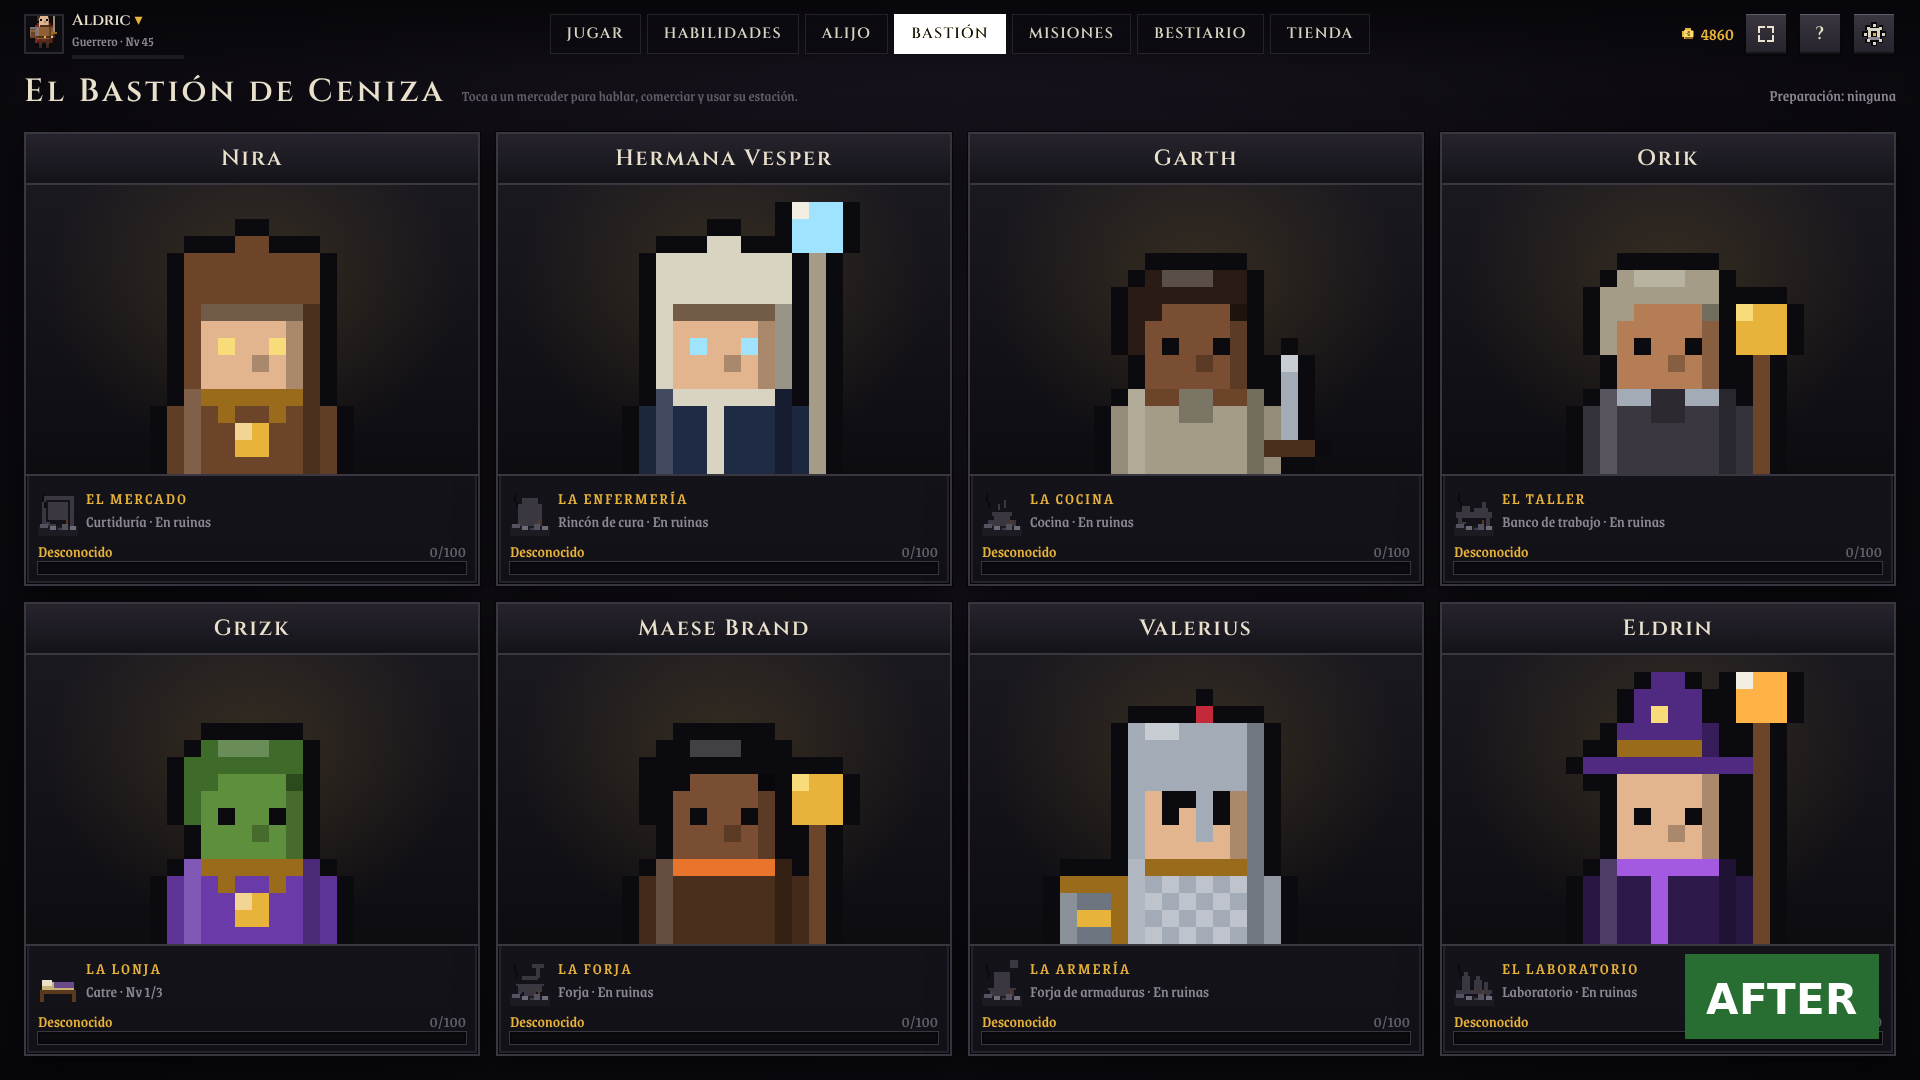 ALDRIC ▾
Guerrero · Nv 45
JUGAR
HABILIDADES
ALIJO
BASTIÓN
MISIONES
BESTIARIO
TIENDA
4860
?
EL BASTIÓN DE CENIZA
Toca a un mercader para hablar, comerciar y usar su estación.
Preparación: ninguna
NIRA
HERMANA VESPER
GARTH
ORIK
EL MERCADO
Curtiduría · En ruinas
Desconocido 0/100
LA ENFERMERÍA
Rincón de cura · En ruinas
Desconocido 0/100
LA COCINA
Cocina · En ruinas
Desconocido 0/100
EL TALLER
Banco de trabajo · En ruinas
Desconocido 0/100
GRIZK
MAESE BRAND
VALERIUS
ELDRIN
LA LONJA
Catre · Nv 1/3
Desconocido 0/100
LA FORJA
Forja · En ruinas
Desconocido 0/100
LA ARMERÍA
Forja de armaduras · En ruinas
Desconocido 0/100
EL LABORATORIO
Laboratorio · En ruinas
Desconocido
AFTER